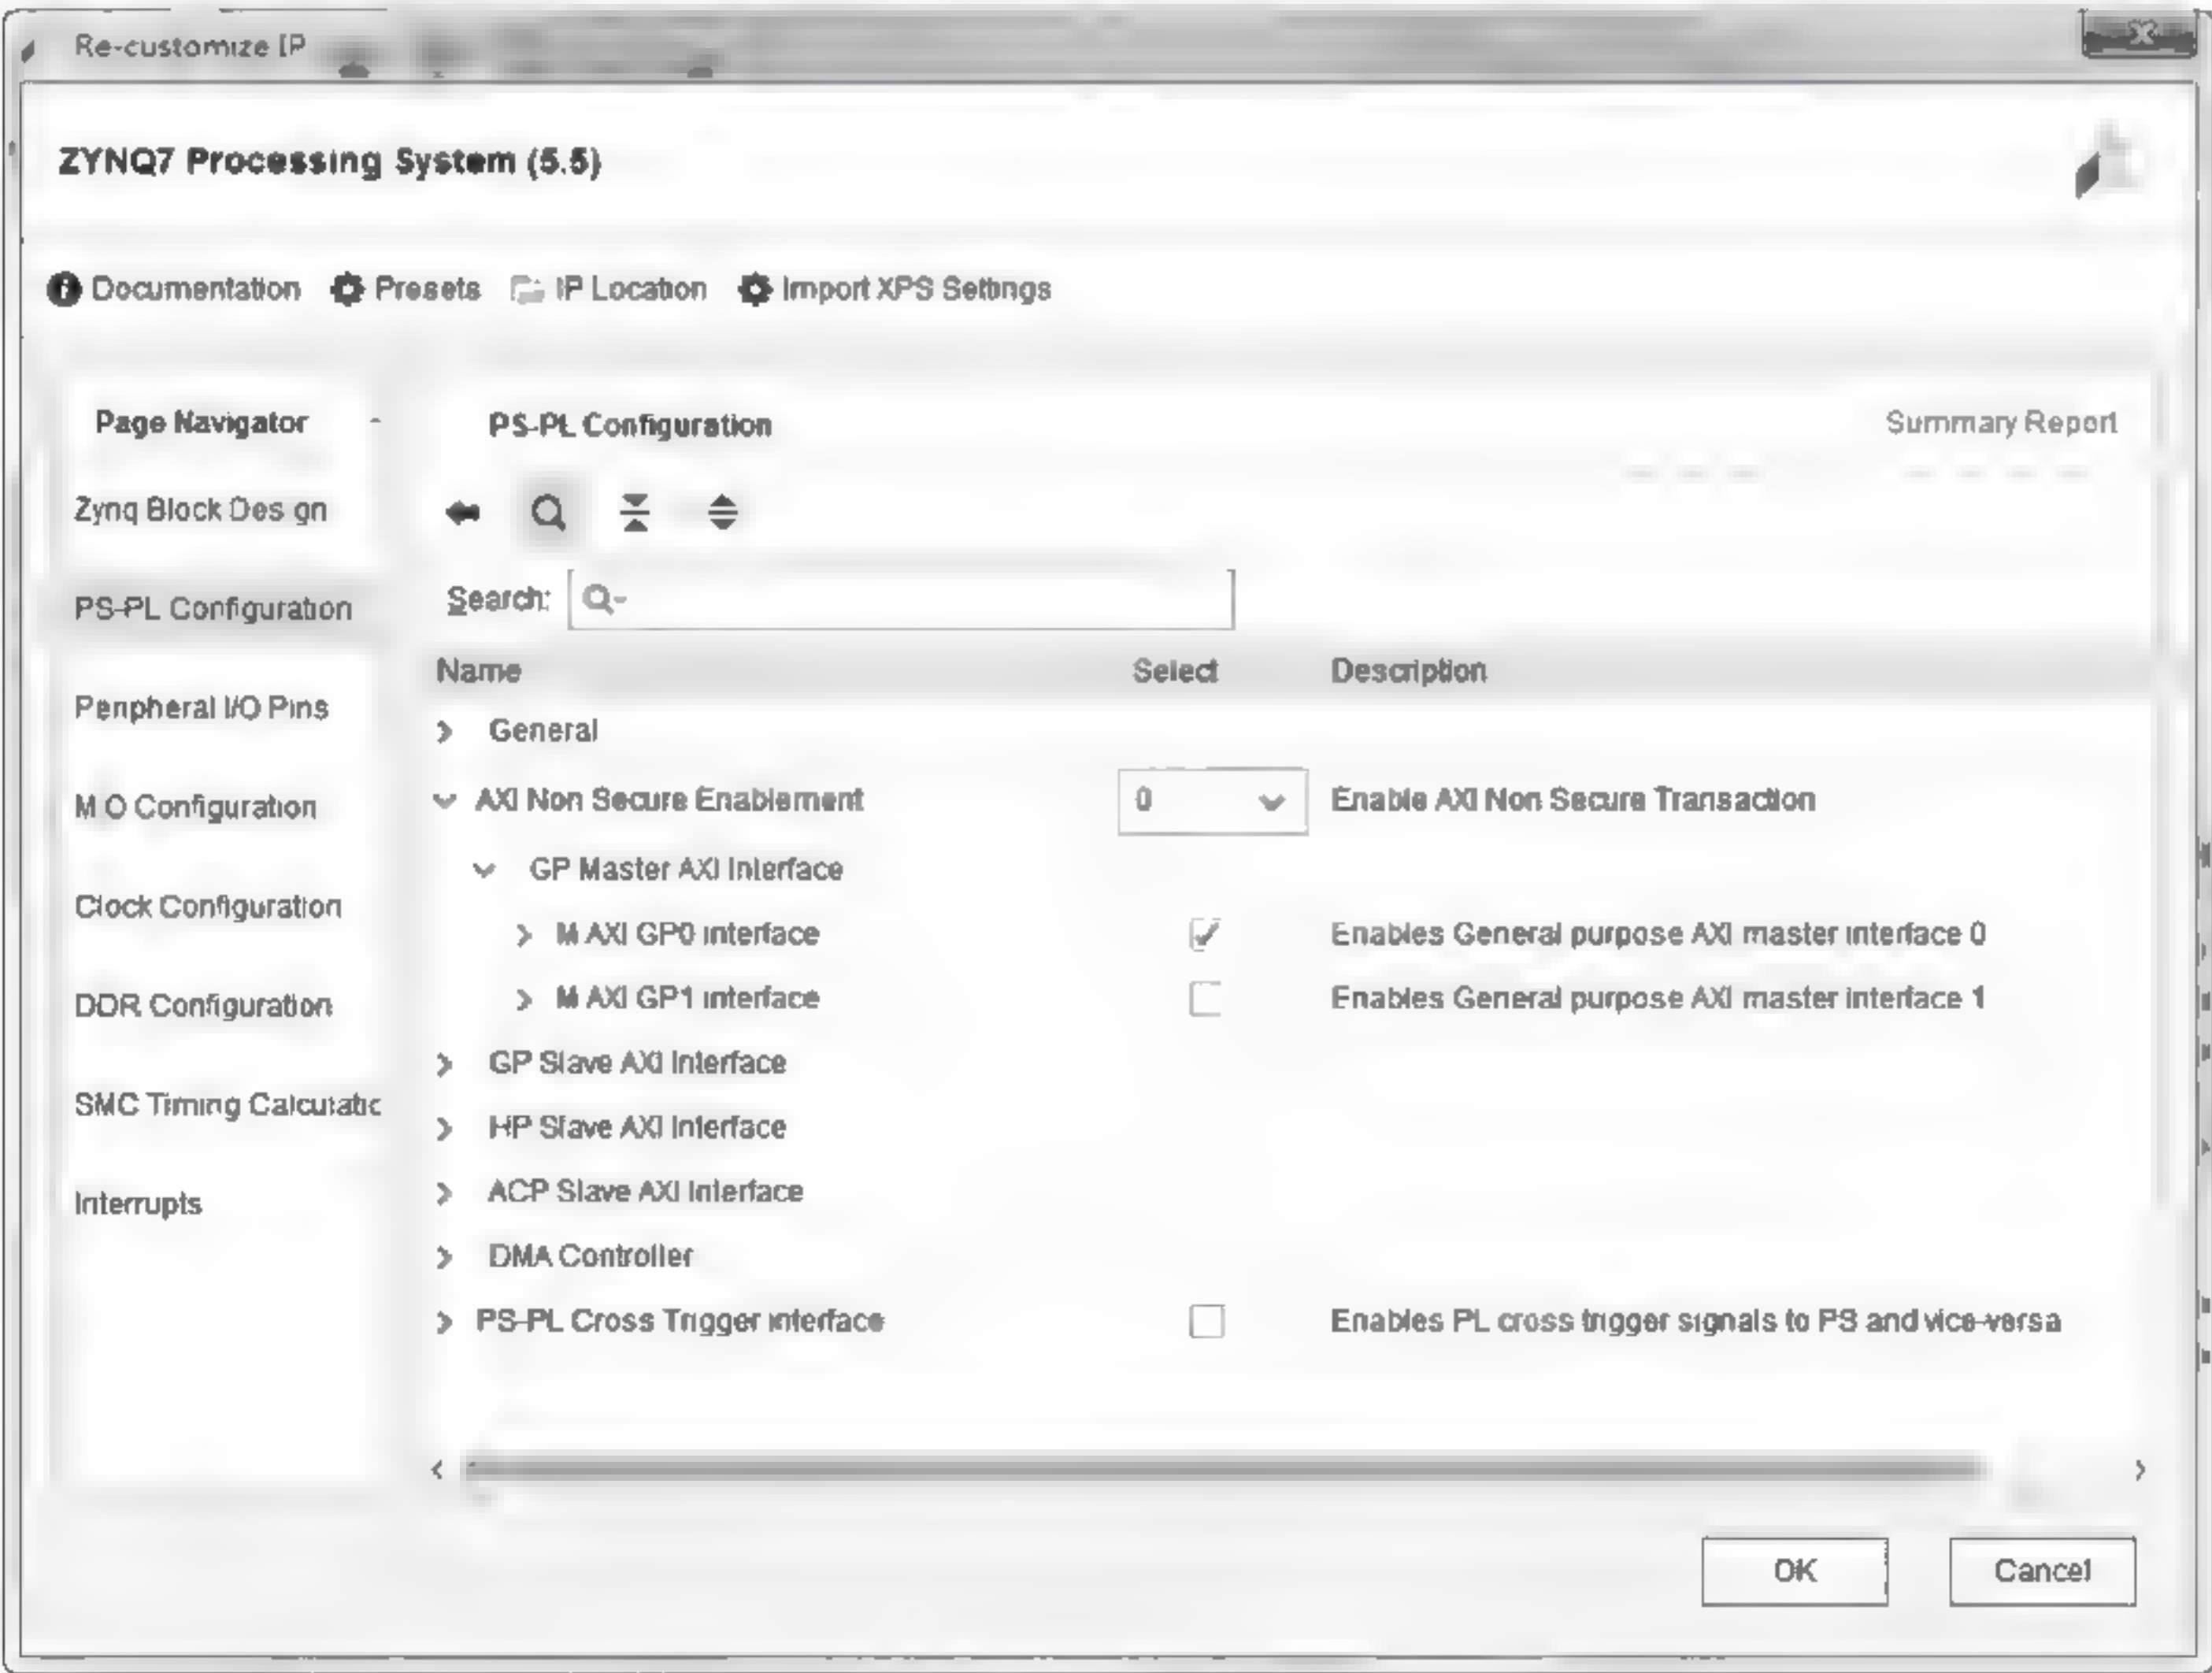 Re-customize IP
ZYNQ7 Processing System (5.5)
Documentation Presets IP Location Import XPS Settings
Page Navigator
Zynq Block Design
PS-PL Configuration
Peripheral I/O Pins
MIO Configuration
Clock Configuration
DDR Configuration
SMC Timing Calculatic
Interrupts
PS-PL Configuration
Summary Report
Search:
Name Select Description
General
AXI Non Secure Enablement 0 Enable AXI Non Secure Transaction
GP Master AXI Interface
M AXI GP0 interface Enables General purpose AXI master interface 0
M AXI GP1 interface Enables General purpose AXI master interface 1
GP Slave AXI Interface
HP Slave AXI Interface
ACP Slave AXI Interface
DMA Controller
PS-PL Cross Trigger interface Enables PL cross trigger signals to PS and vice-versa
OK Cancel